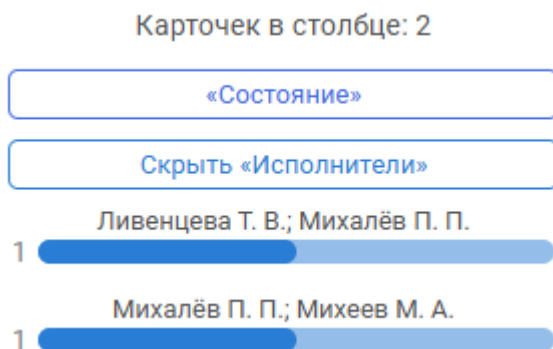 Карточек в столбце: 2
«Состояние»
Скрыть «Исполнители»
Ливенцева Т. В.; Михалёв П. П.
1
Михалёв П. П.; Михеев М. А.
1